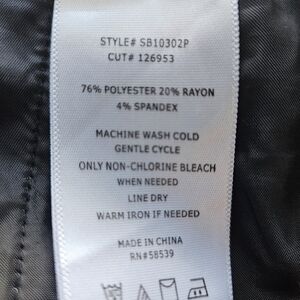 STYLE# SB10302P
CUT# 126953
76% POLYESTER 20% RAYON
4% SPANDEX
MACHINE WASH COLD
GENTLE CYCLE
ONLY NON-CHLORINE BLEACH
WHEN NEEDED
LINE DRY
WARM IRON IF NEEDED
MADE IN CHINA
RN#58539